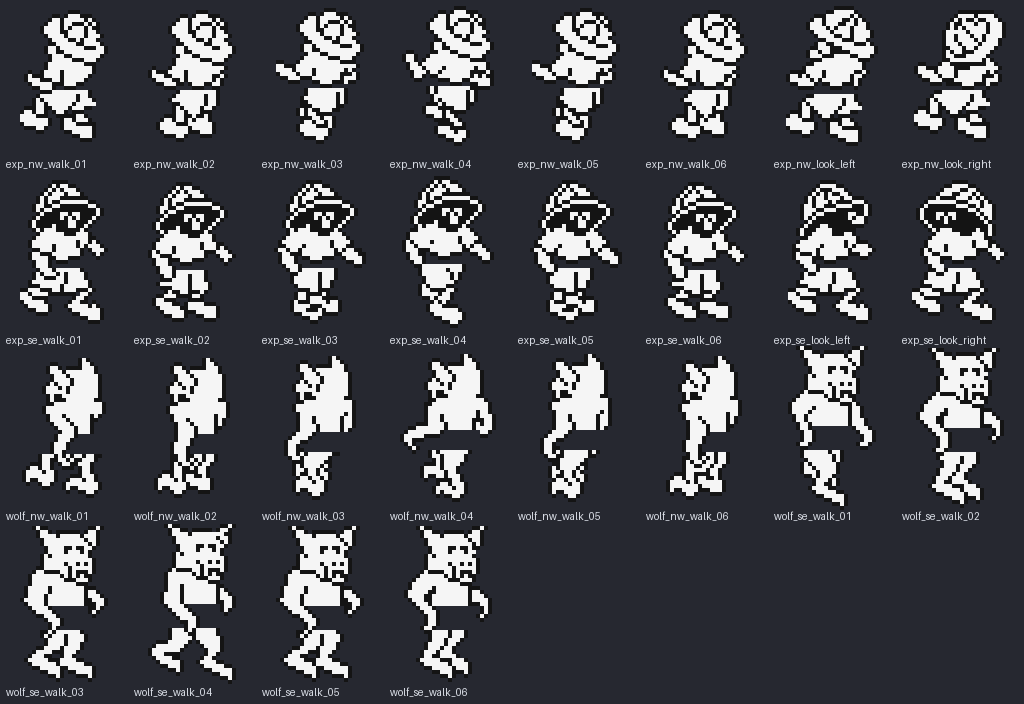 exp_nw_walk_01 exp_nw_walk_02 exp_nw_walk_03 exp_nw_walk_04 exp_nw_walk_05 exp_nw_walk_06 exp_nw_look_left exp_nw_look_right
exp_se_walk_01 exp_se_walk_02 exp_se_walk_03 exp_se_walk_04 exp_se_walk_05 exp_se_walk_06 exp_se_look_left exp_se_look_right
wolf_nw_walk_01 wolf_nw_walk_02 wolf_nw_walk_03 wolf_nw_walk_04 wolf_nw_walk_05 wolf_nw_walk_06 wolf_se_walk_01 wolf_se_walk_02
wolf_se_walk_03 wolf_se_walk_04 wolf_se_walk_05 wolf_se_walk_06